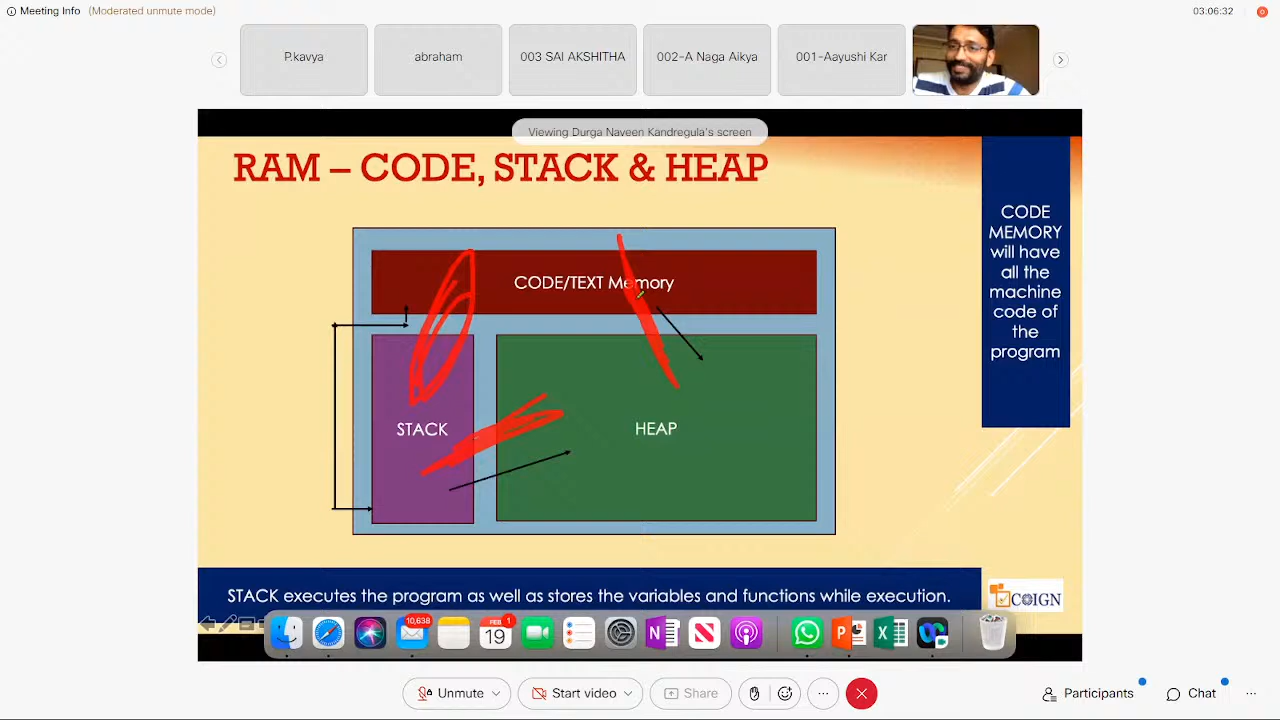 Meeting Info (Moderated unmute mode)
03:06:32
P.kavya
abraham
003 SAI AKSHITHA
002-A Naga Aikya
001-Aayushi Kar
Viewing Durga Naveen Kandregula's screen
RAM – CODE, STACK & HEAP
CODE/TEXT Memory
STACK
HEAP
CODE
MEMORY
will have
all the
machine
code of
the
program
STACK executes the program as well as stores the variables and functions while execution.
COIGN
10,638
FEB
19
1
Unmute
Start video
Share
Participants
Chat